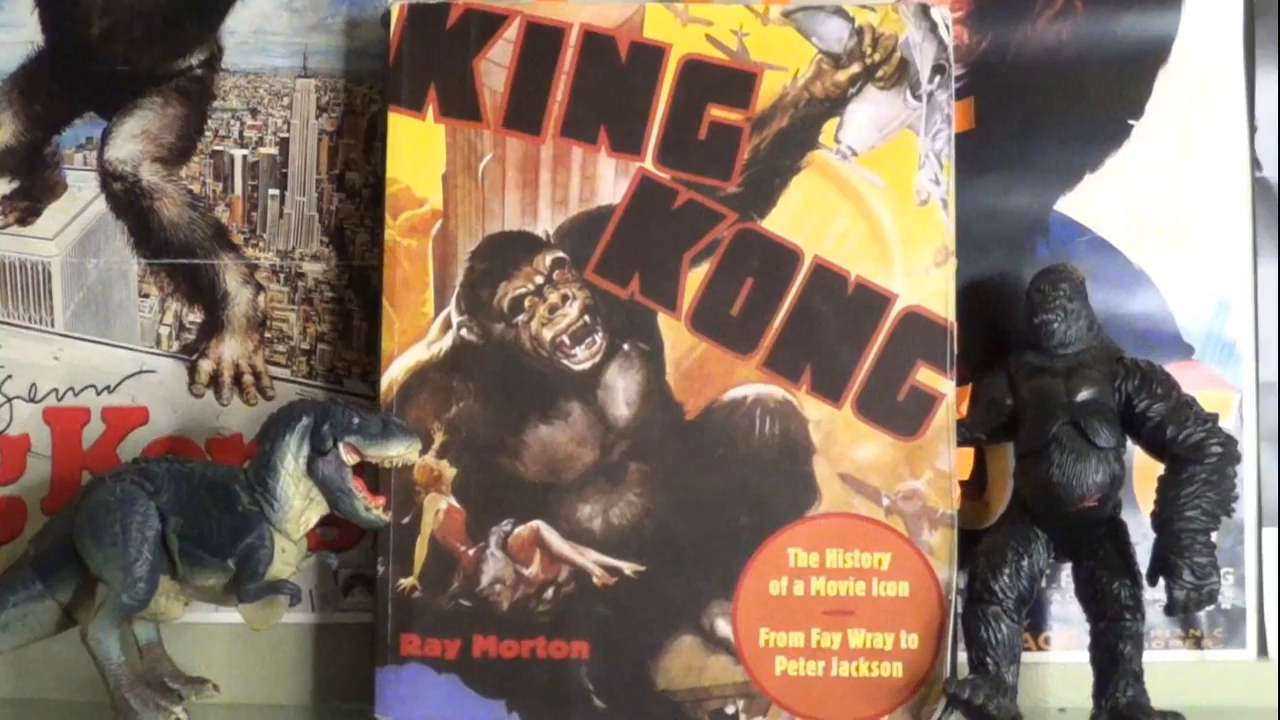 KING
KONG
The History
of a Movie Icon
From Fay Wray to
Peter Jackson
Ray Morton